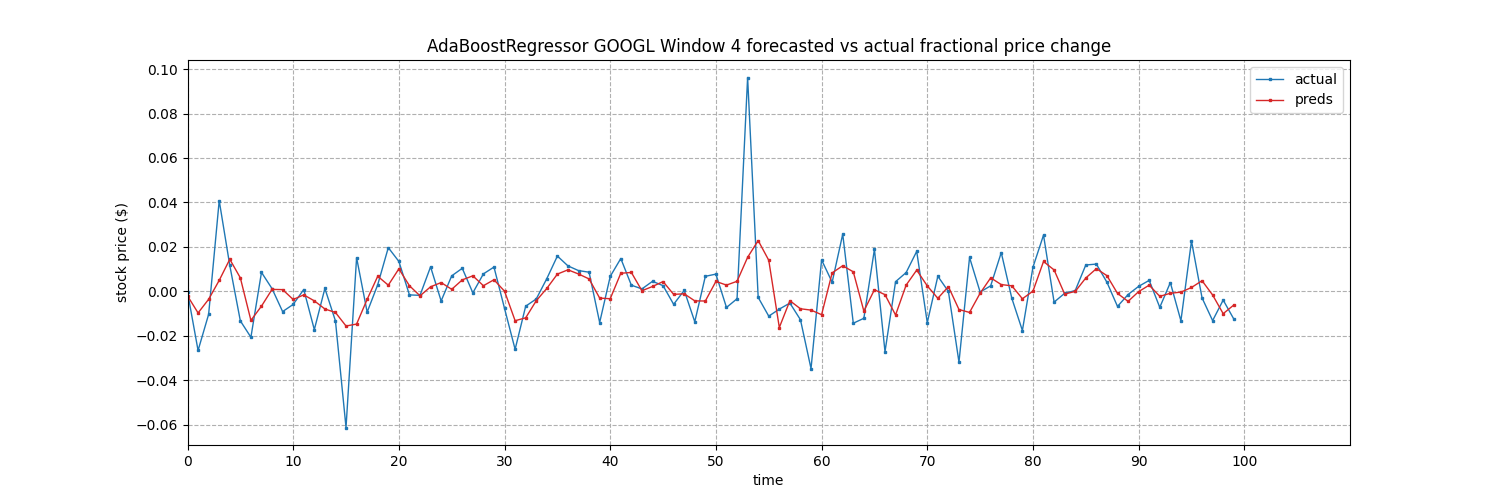 AdaBoostRegressor GOOGL Window 4 forecasted vs actual fractional price change
actual
preds
stock price ($)
0.10
0.08
0.06
0.04
0.02
0.00
−0.02
−0.04
−0.06
0 10 20 30 40 50 60 70 80 90 100
time